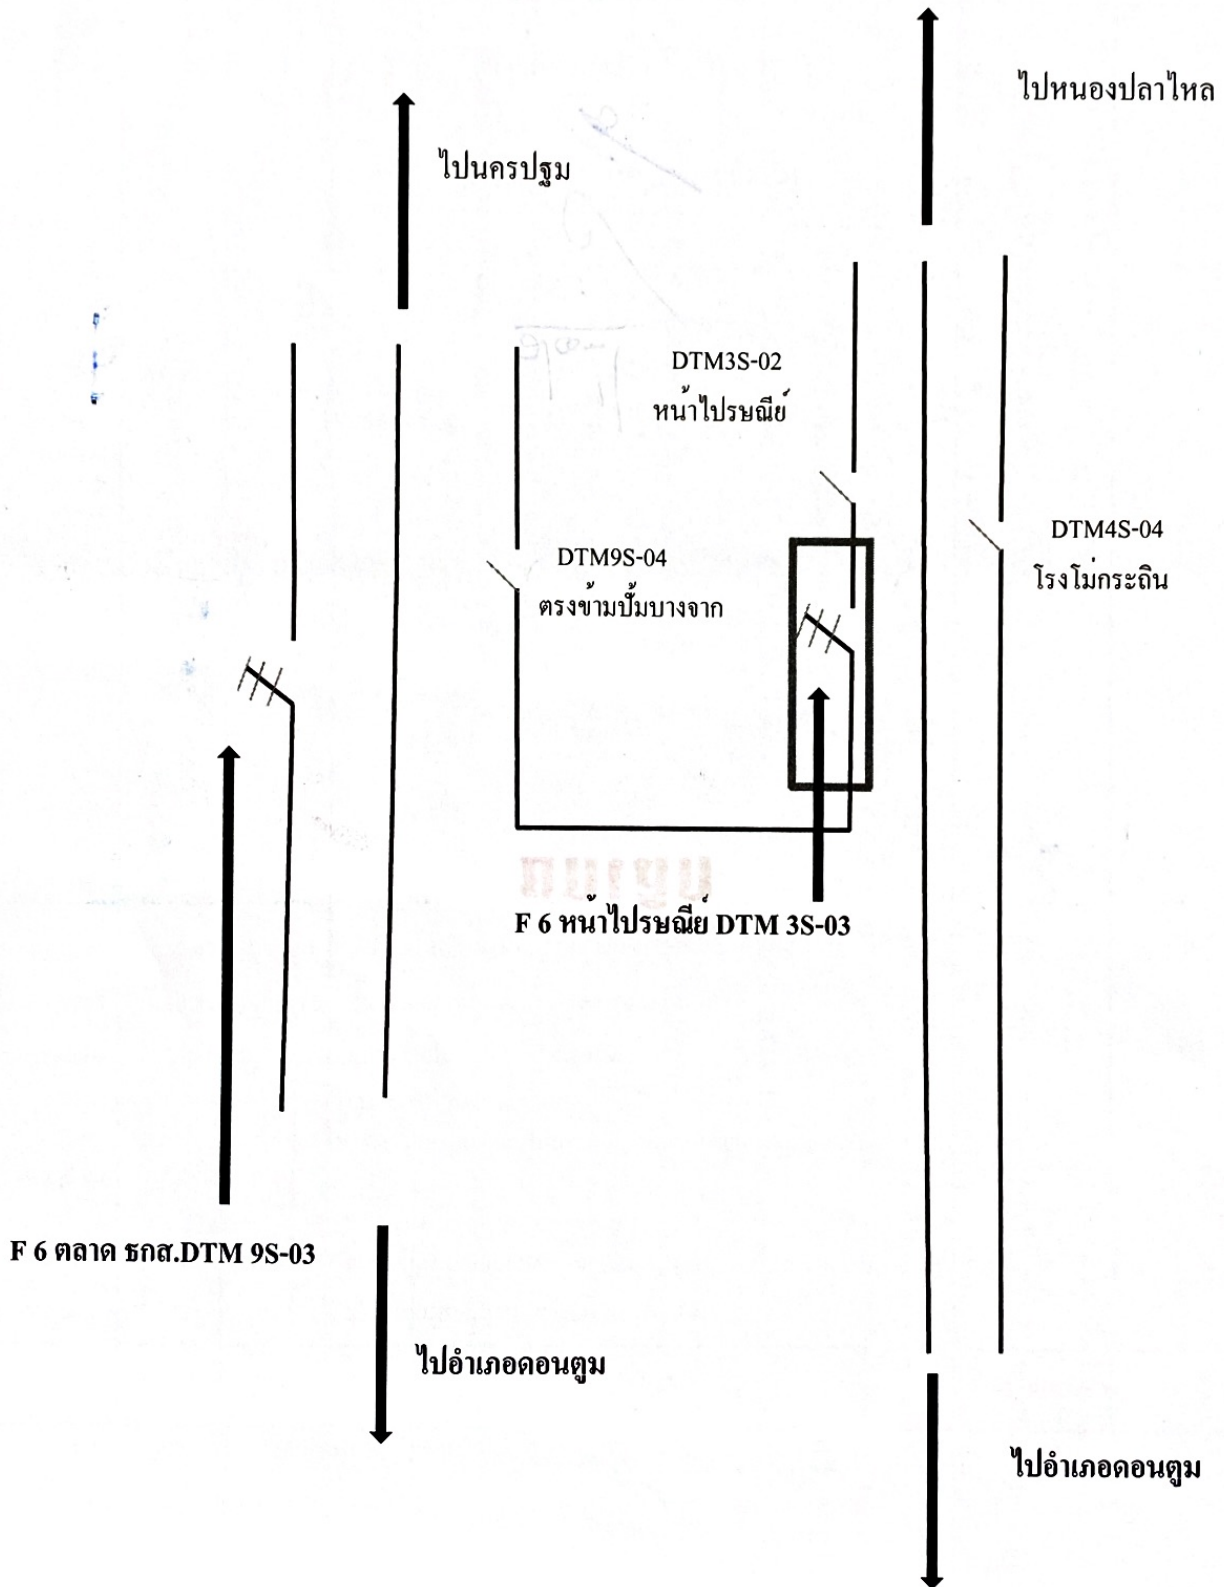 ไปหนองปลาไหล
ไปนครปฐม
DTM3S-02
หน้าไปรษณีย์
DTM4S-04
โรงโม่กระถิน
DTM9S-04
ตรงข้ามปั๊มบางจาก
F 6 หน้าไปรษณีย์ DTM 3S-03
F 6 ตลาด ธกส.DTM 9S-03
ไปอำเภอดอนตูม
ไปอำเภอดอนตูม